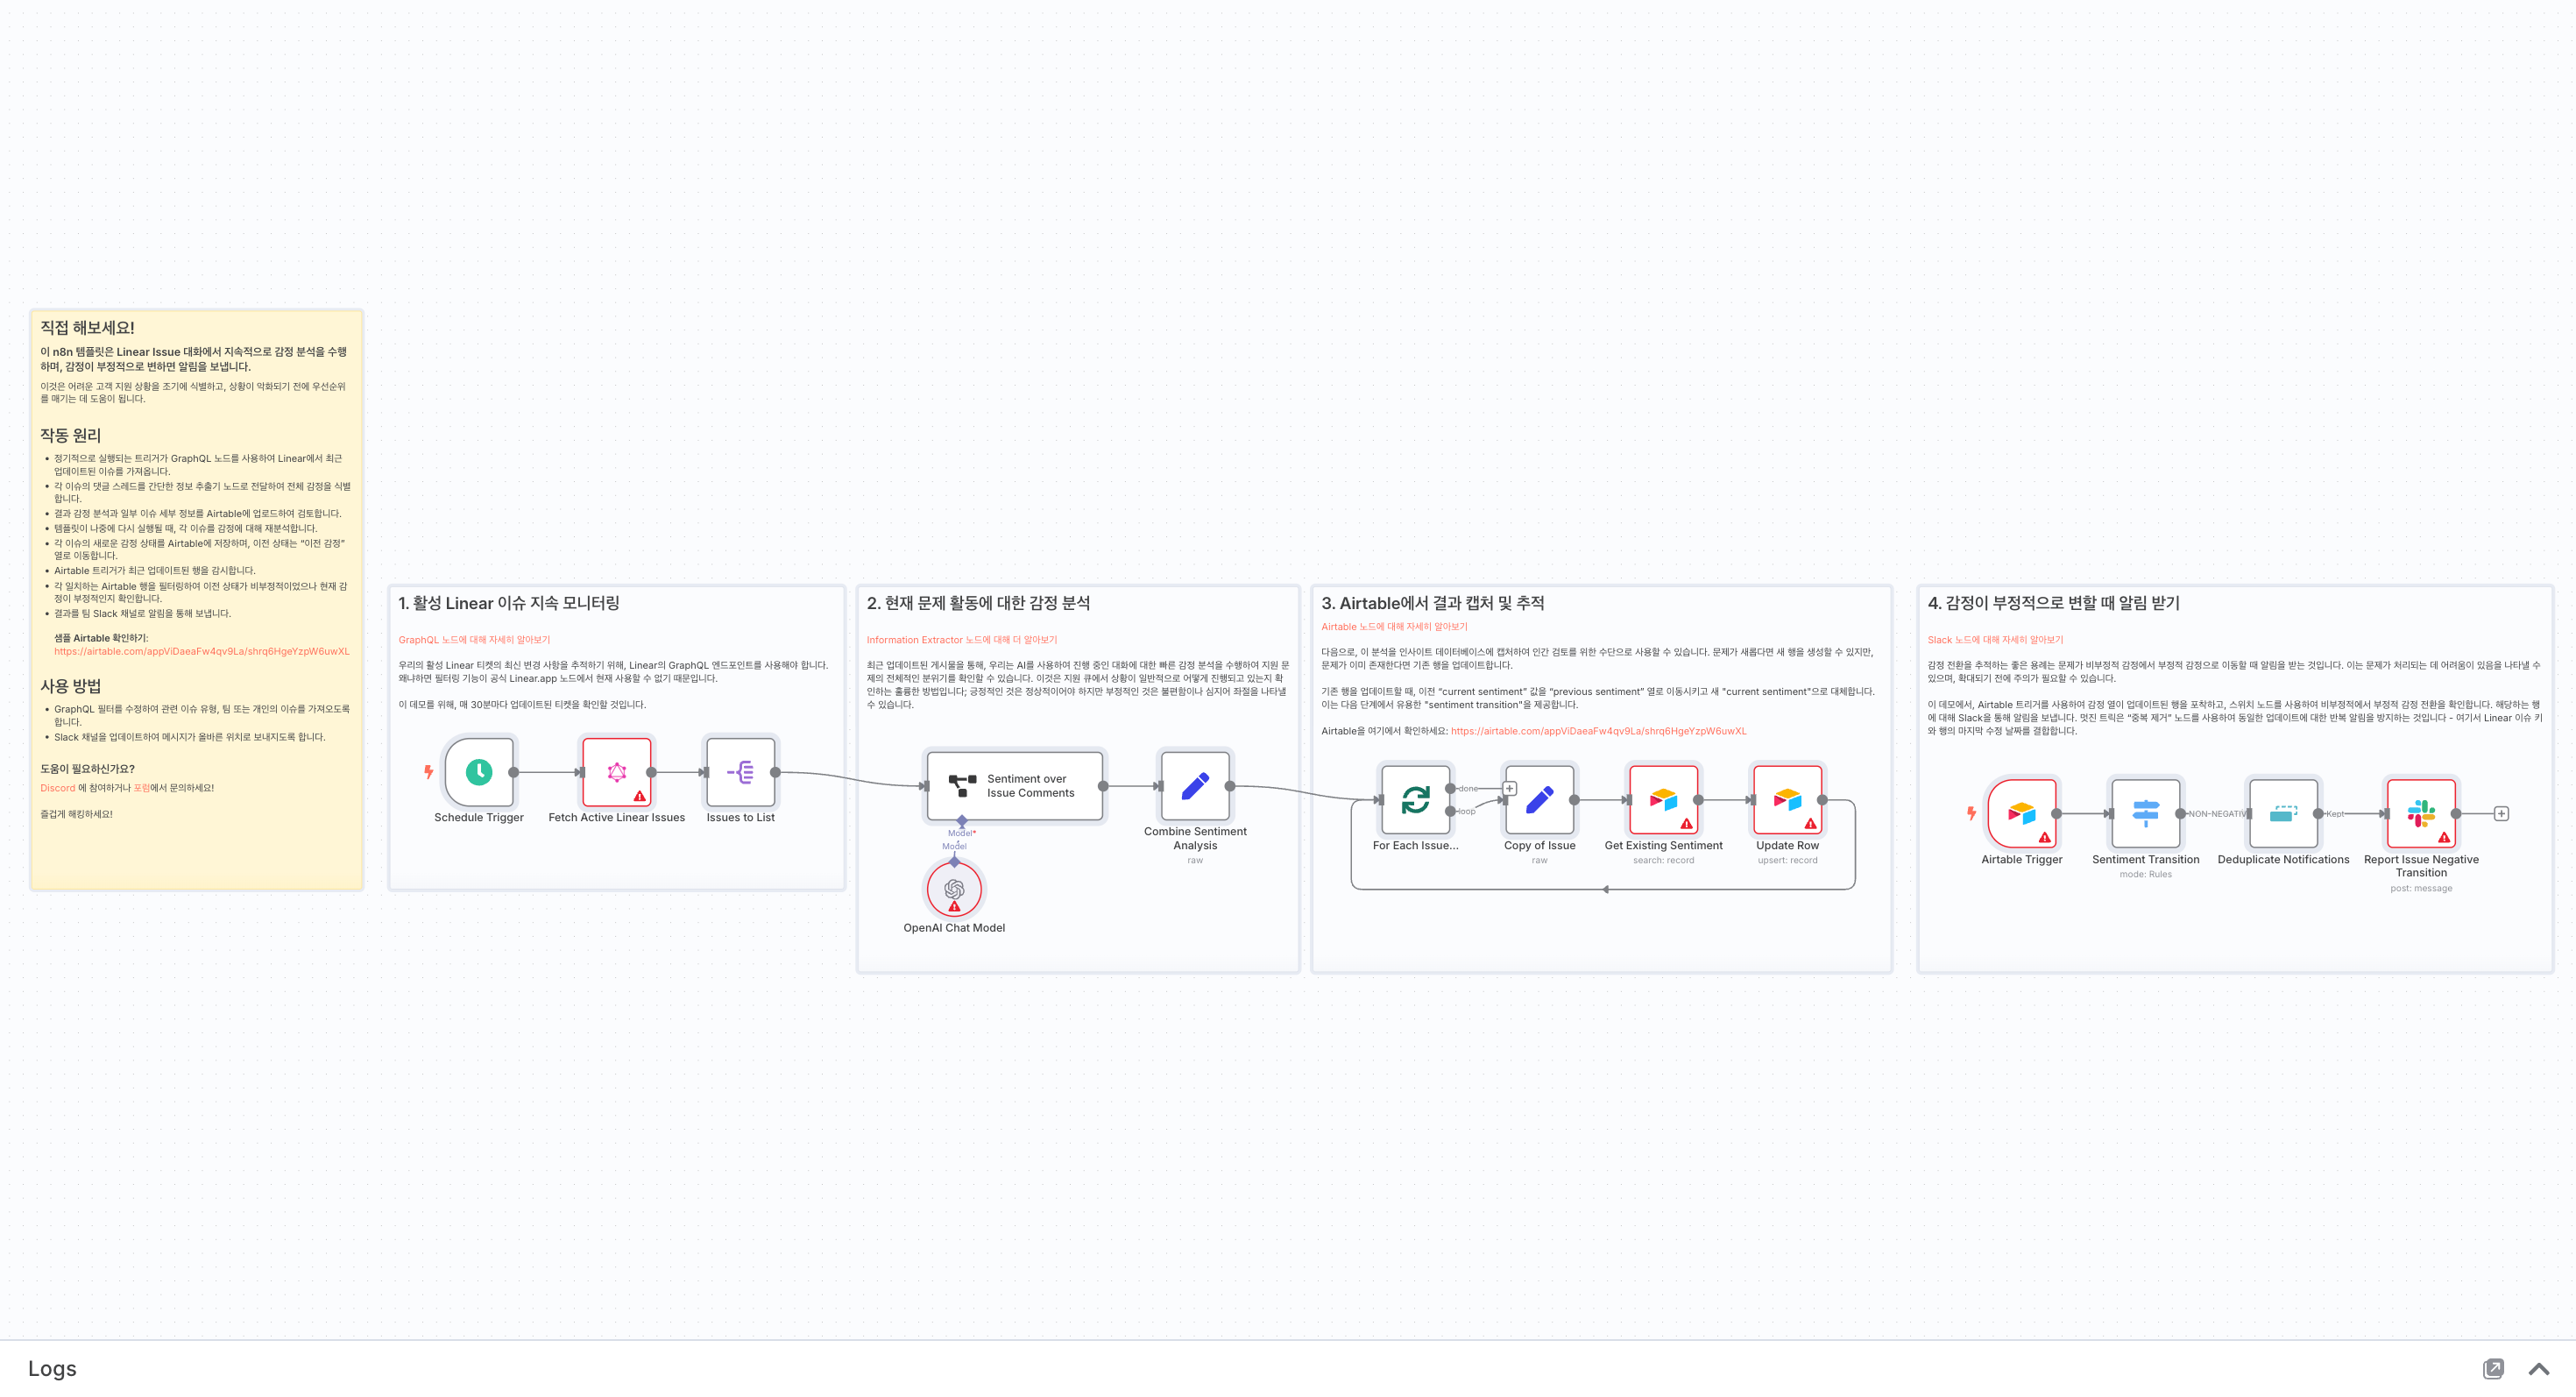 직접 해보세요!
이 n8n 템플릿은 Linear Issue 대화에서 지속적으로 감정 분석을 수행
하며, 감정이 부정적으로 변하면 알림을 보냅니다.
이것은 어려운 고객 지원 상황을 조기에 식별하고, 상황이 악화되기 전에 우선순위
를 매기는 데 도움이 됩니다.
작동 원리
• 정기적으로 실행되는 트리거가 GraphQL 노드를 사용하여 Linear에서 최근
업데이트된 이슈를 가져옵니다.
• 각 이슈의 댓글 스레드를 간단한 정보 추출기 노드로 전달하여 전체 감정을 식별
합니다.
• 결과 감정 분석과 일부 이슈 세부 정보를 Airtable에 업로드하여 검토합니다.
• 템플릿이 나중에 다시 실행될 때, 각 이슈를 감정에 대해 재분석합니다.
• 각 이슈의 새로운 감정 상태를 Airtable에 저장하며, 이전 상태는 “이전 감정”
열로 이동합니다.
• Airtable 트리거가 최근 업데이트된 행을 감시합니다.
• 각 일치하는 Airtable 행을 필터링하여 이전 상태가 비부정적이었으나 현재 감
정이 부정적인지 확인합니다.
• 결과를 팀 Slack 채널로 알림을 통해 보냅니다.
샘플 Airtable 확인하기:
https://airtable.com/appViDaeaFw4qv9La/shrq6HgeYzpW6uwXL
사용 방법
• GraphQL 필터를 수정하여 관련 이슈 유형, 팀 또는 개인의 이슈를 가져오도록
합니다.
• Slack 채널을 업데이트하여 메시지가 올바른 위치로 보내지도록 합니다.
도움이 필요하신가요?
Discord 에 참여하거나 포럼에서 문의하세요!
즐겁게 해킹하세요!
1. 활성 Linear 이슈 지속 모니터링
GraphQL 노드에 대해 자세히 알아보기
우리의 활성 Linear 티켓의 최신 변경 사항을 추적하기 위해, Linear의 GraphQL 엔드포인트를 사용해야 합니다.
왜냐하면 필터링 기능이 공식 Linear.app 노드에서 현재 사용할 수 없기 때문입니다.
이 데모를 위해, 매 30분마다 업데이트된 티켓을 확인할 것입니다.
Schedule Trigger
Fetch Active Linear Issues
Issues to List
2. 현재 문제 활동에 대한 감정 분석
Information Extractor 노드에 대해 더 알아보기
최근 업데이트된 게시물을 통해, 우리는 AI를 사용하여 진행 중인 대화에 대한 빠른 감정 분석을 수행하여 지원 문
제의 전체적인 분위기를 확인할 수 있습니다. 이것은 지원 큐에서 상황이 일반적으로 어떻게 진행되고 있는지 확
인하는 훌륭한 방법입니다; 긍정적인 것은 정상적이어야 하지만 부정적인 것은 불편함이나 심지어 좌절을 나타낼
수 있습니다.
Sentiment over
Issue Comments
Model*
Model
OpenAI Chat Model
Combine Sentiment
Analysis
raw
3. Airtable에서 결과 캡처 및 추적
Airtable 노드에 대해 자세히 알아보기
다음으로, 이 분석을 인사이트 데이터베이스에 캡처하여 인간 검토를 위한 수단으로 사용할 수 있습니다. 문제가 새롭다면 새 행을 생성할 수 있지만,
문제가 이미 존재한다면 기존 행을 업데이트합니다.
기존 행을 업데이트할 때, 이전 “current sentiment” 값을 “previous sentiment” 열로 이동시키고 새 "current sentiment"으로 대체합니다.
이는 다음 단계에서 유용한 "sentiment transition"을 제공합니다.
Airtable을 여기에서 확인하세요: https://airtable.com/appViDaeaFw4qv9La/shrq6HgeYzpW6uwXL
done
loop
For Each Issue...
Copy of Issue
raw
Get Existing Sentiment
search: record
Update Row
upsert: record
4. 감정이 부정적으로 변할 때 알림 받기
Slack 노드에 대해 자세히 알아보기
감정 전환을 추적하는 좋은 용례는 문제가 비부정적 감정에서 부정적 감정으로 이동할 때 알림을 받는 것입니다. 이는 문제가 처리되는 데 어려움이 있음을 나타낼 수
있으며, 확대되기 전에 주의가 필요할 수 있습니다.
이 데모에서, Airtable 트리거를 사용하여 감정 열이 업데이트된 행을 포착하고, 스위치 노드를 사용하여 비부정적에서 부정적 감정 전환을 확인합니다. 해당하는 행
에 대해 Slack을 통해 알림을 보냅니다. 멋진 트릭은 “중복 제거” 노드를 사용하여 동일한 업데이트에 대한 반복 알림을 방지하는 것입니다 - 여기서 Linear 이슈 키
와 행의 마지막 수정 날짜를 결합합니다.
Airtable Trigger
Sentiment Transition
mode: Rules
NON-NEGATIV
Deduplicate Notifications
Kept
Report Issue Negative
Transition
post: message
Logs